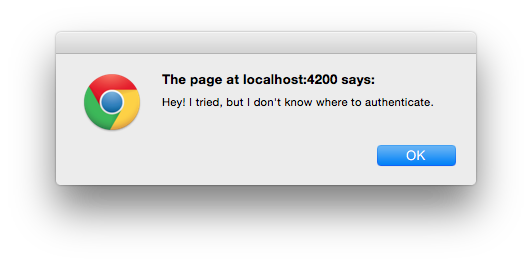 The page at localhost:4200 says:
Hey! I tried, but I don't know where to authenticate.
OK